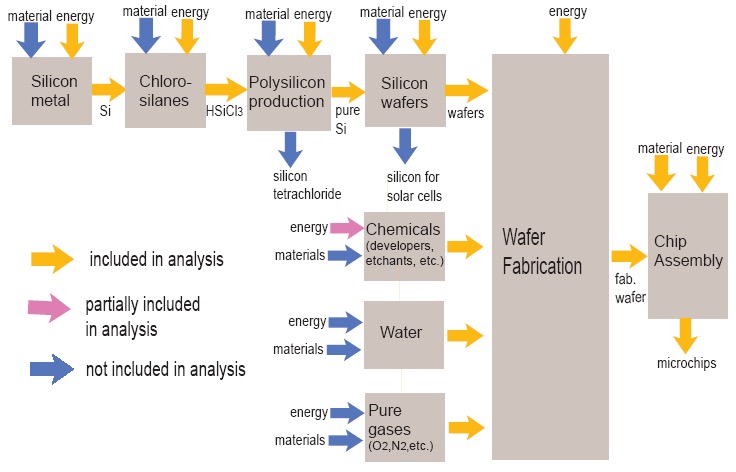 material energy
material energy
material energy
material energy
energy
Silicon
metal
Si
Chloro-
silanes
HSiCl3
Polysilicon
production
pure
Si
Silicon
wafers
wafers
silicon
tetrachloride
silicon for
solar cells
material energy
energy
materials
Chemicals
(developers,
etchants, etc.)
Wafer
Fabrication
fab.
wafer
Chip
Assembly
microchips
included in analysis
partially included
in analysis
not included in analysis
energy
materials
Water
energy
materials
Pure
gases
(O2,N2,etc.)